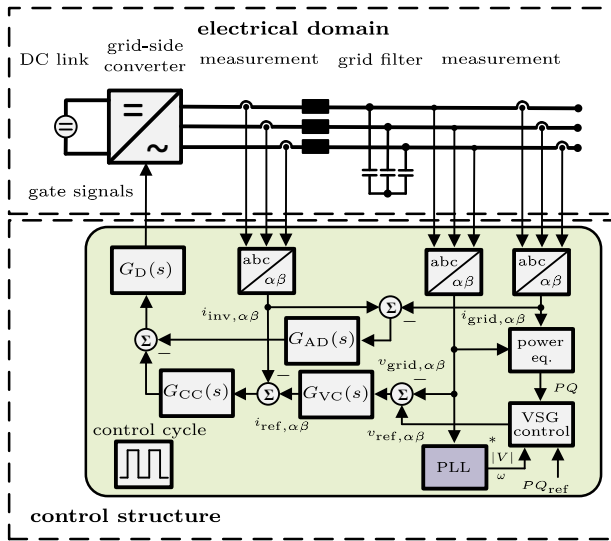 electrical domain
DC link
grid-side
converter
measurement
grid filter
measurement
=
~
gate signals
G_D(s)
abc
αβ
abc
αβ
abc
αβ
i_inv,αβ
i_grid,αβ
Σ
−
−
Σ
−
G_AD(s)
v_grid,αβ
power
eq.
−
−
G_CC(s)
Σ
G_VC(s)
Σ
PQ
i_ref,αβ
v_ref,αβ
VSG
control
control cycle
PLL
*
|V|
ω
PQ_ref
control structure